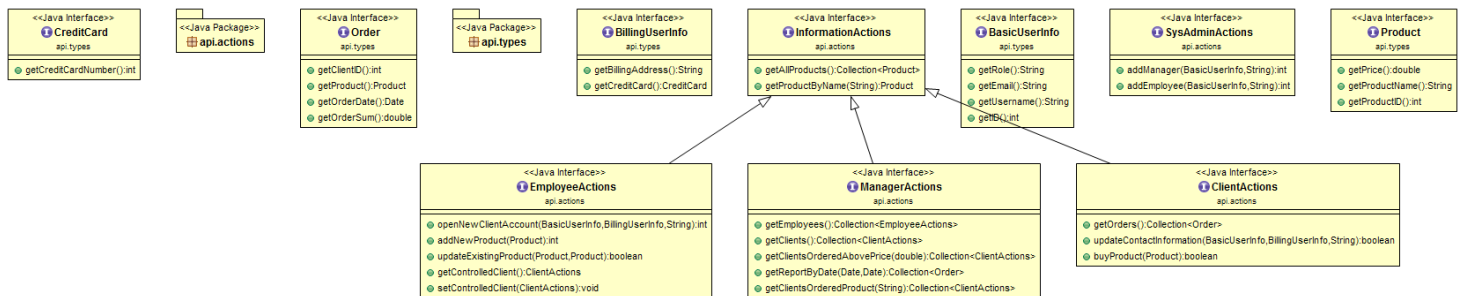 <<Java Interface>>
CreditCard
api.types
getCreditCardNumber():int
<<Java Package>>
api.actions
<<Java Interface>>
Order
api.types
getClientID():int
getProduct():Product
getOrderDate():Date
getOrderSum():double
<<Java Package>>
api.types
<<Java Interface>>
BillingUserInfo
api.types
getBillingAddress():String
getCreditCard():CreditCard
<<Java Interface>>
InformationActions
api.actions
getAllProducts():Collection<Product>
getProductByName(String):Product
<<Java Interface>>
BasicUserInfo
api.types
getRole():String
getEmail():String
getUsername():String
getID():int
<<Java Interface>>
SysAdminActions
api.actions
addManager(BasicUserInfo,String):int
addEmployee(BasicUserInfo,String):int
<<Java Interface>>
Product
api.types
getPrice():double
getProductName():String
getProductID():int
<<Java Interface>>
EmployeeActions
api.actions
openNewClientAccount(BasicUserInfo,BillingUserInfo,String):int
addNewProduct(Product):int
updateExistingProduct(Product,Product):boolean
getControlledClient():ClientActions
setControlledClient(ClientActions):void
<<Java Interface>>
ManagerActions
api.actions
getEmployees():Collection<EmployeeActions>
getClients():Collection<ClientActions>
getClientsOrderedAbovePrice(double):Collection<ClientActions>
getReportByDate(Date,Date):Collection<Order>
getClientsOrderedProduct(String):Collection<ClientActions>
<<Java Interface>>
ClientActions
api.actions
getOrders():Collection<Order>
updateContactInformation(BasicUserInfo,BillingUserInfo,String):boolean
buyProduct(Product):boolean